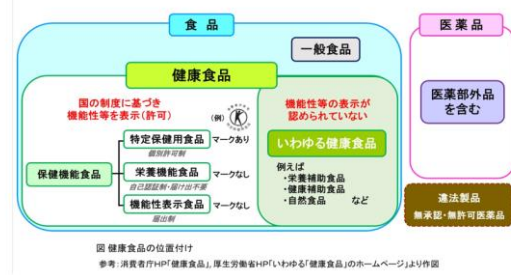 食品
医薬品
一般食品
健康食品
国の制度に基づき
機能性等を表示(許可)
(例)
機能性等の表示が
認められていない
医薬部外品
を含む
特定保健用食品
マークあり
個別許可制
いわゆる健康食品
保健機能食品
栄養機能食品
マークなし
自己認証制・届け出不要
機能性表示食品
マークなし
届出制
例えば
・栄養補助食品
・健康補助食品
・自然食品 など
違法製品
無承認・無許可医薬品
図 健康食品の位置付け
参考:消費者庁HP「健康食品」, 厚生労働省HP「いわゆる「健康食品」のホームページ」より作図